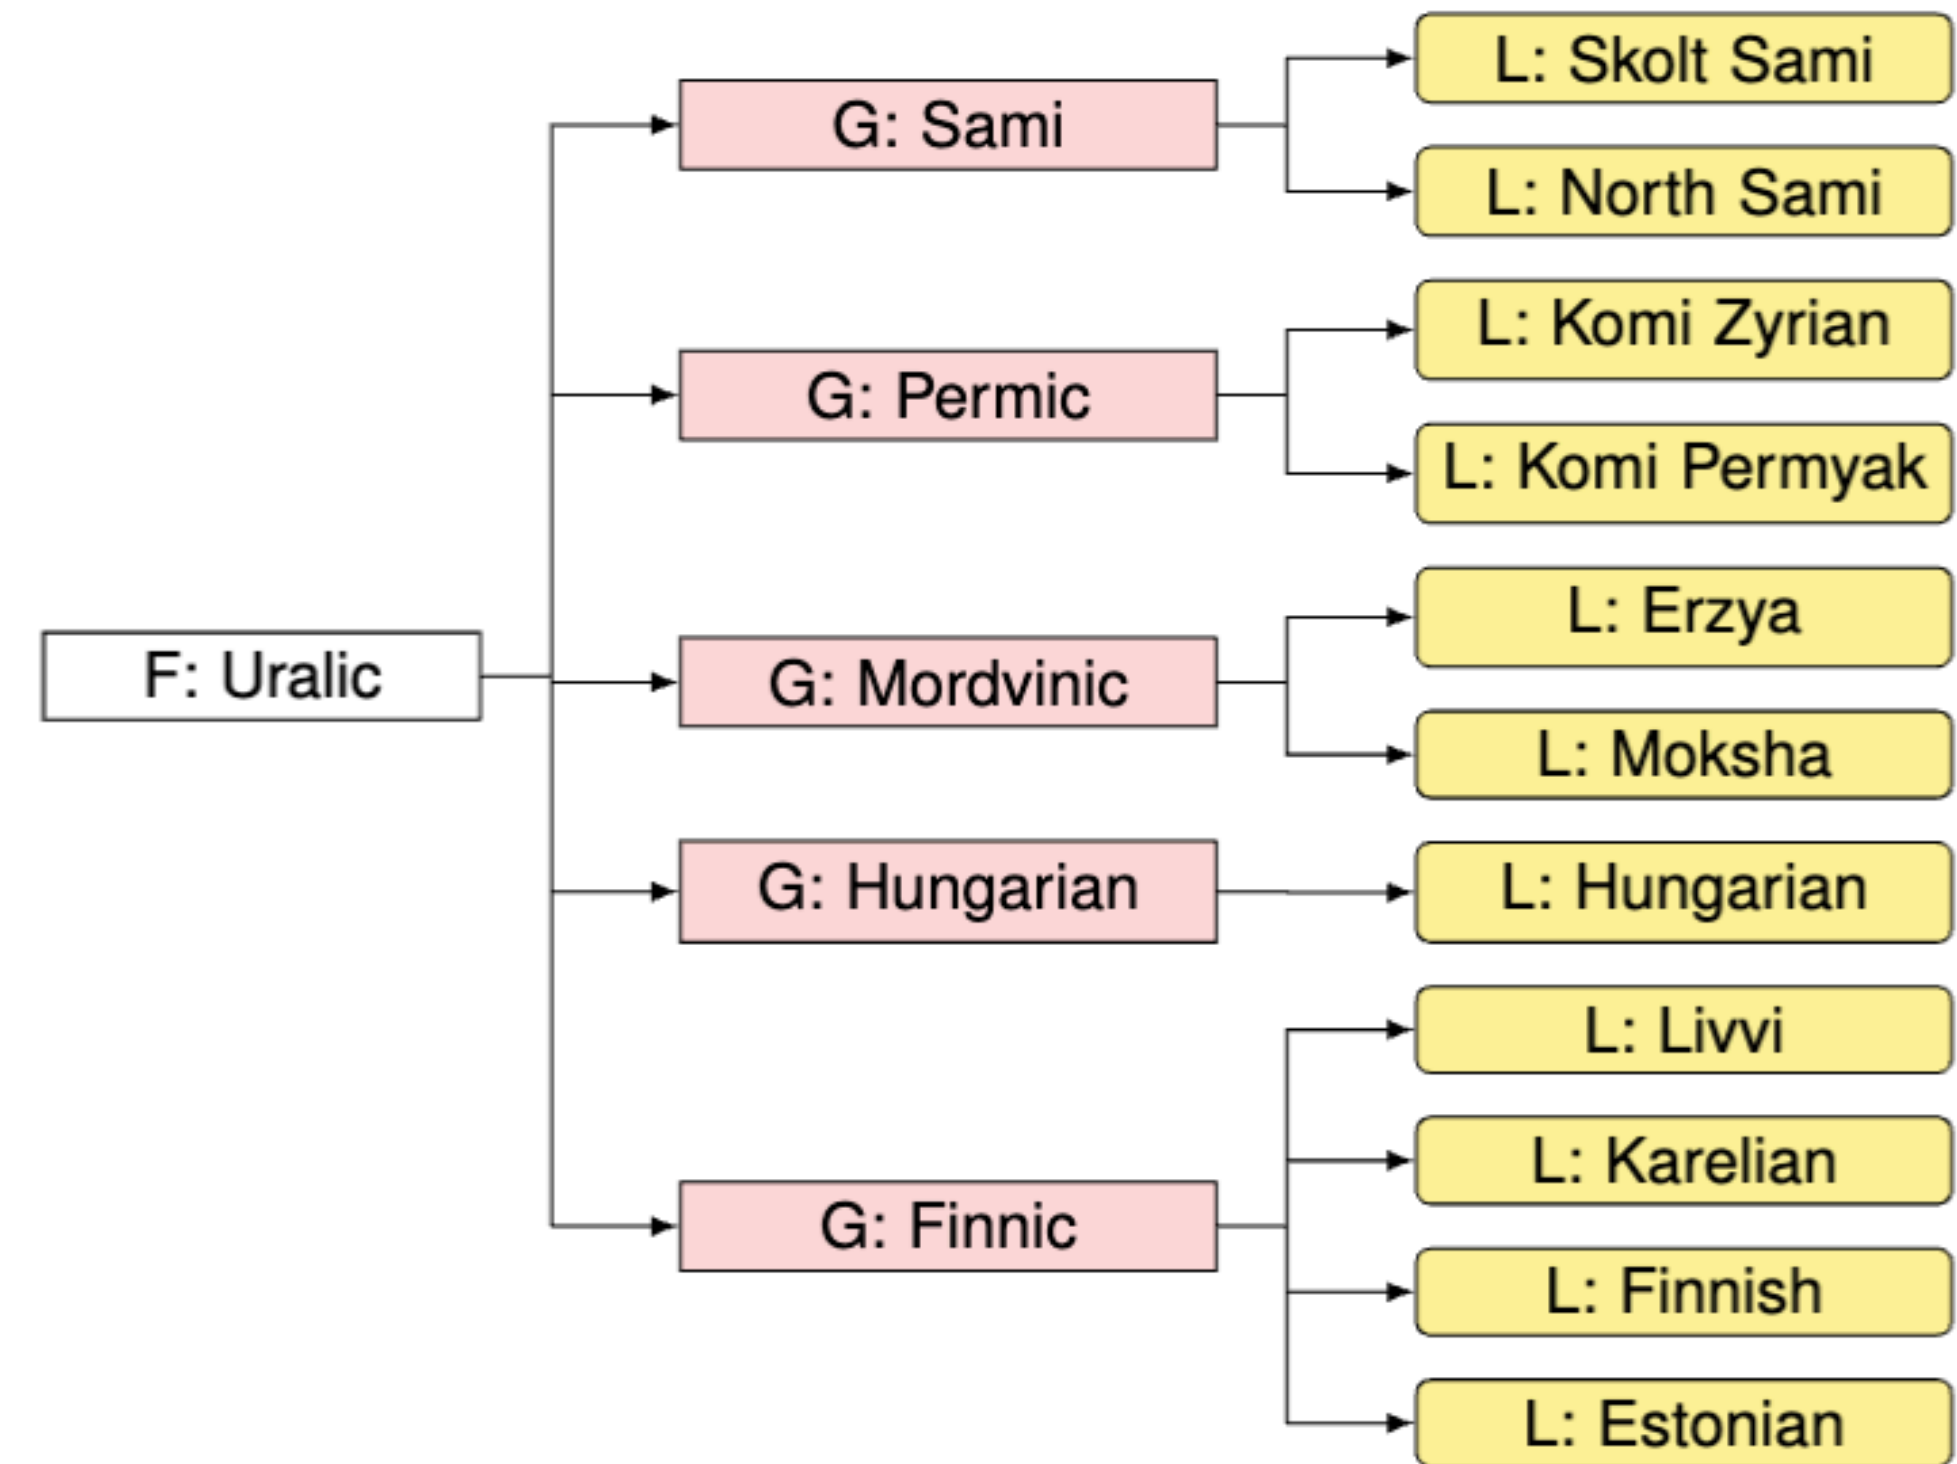 F: Uralic
G: Sami
G: Permic
G: Mordvinic
G: Hungarian
G: Finnic
L: Skolt Sami
L: North Sami
L: Komi Zyrian
L: Komi Permyak
L: Erzya
L: Moksha
L: Hungarian
L: Livvi
L: Karelian
L: Finnish
L: Estonian